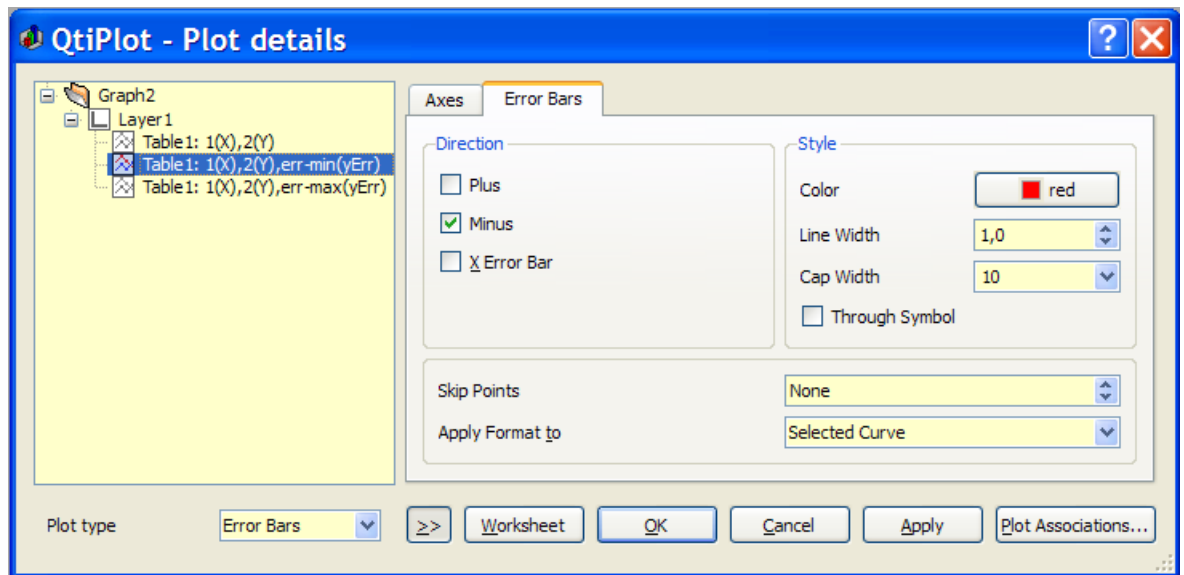 QtiPlot - Plot details
Graph2
Layer1
Table1: 1(X),2(Y)
Table1: 1(X),2(Y),err-min(yErr)
Table1: 1(X),2(Y),err-max(yErr)
Axes
Error Bars
Direction
Plus
Minus
X Error Bar
Style
Color
red
Line Width
1,0
Cap Width
10
Through Symbol
Skip Points
None
Apply Format to
Selected Curve
Plot type
Error Bars
>>
Worksheet
OK
Cancel
Apply
Plot Associations...